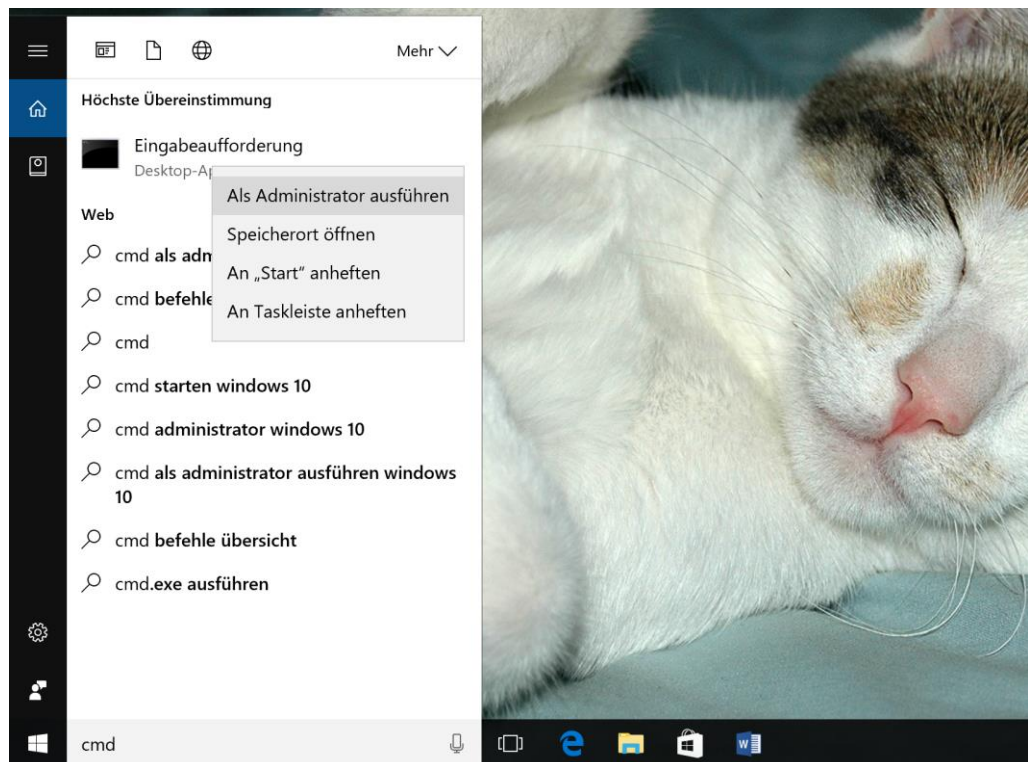 Mehr
Höchste Übereinstimmung
Eingabeaufforderung
Desktop-Ap
Als Administrator ausführen
Speicherort öffnen
An „Start“ anheften
An Taskleiste anheften
Web
cmd als adm
cmd befehle
cmd
cmd starten windows 10
cmd administrator windows 10
cmd als administrator ausführen windows
10
cmd befehle übersicht
cmd.exe ausführen
cmd